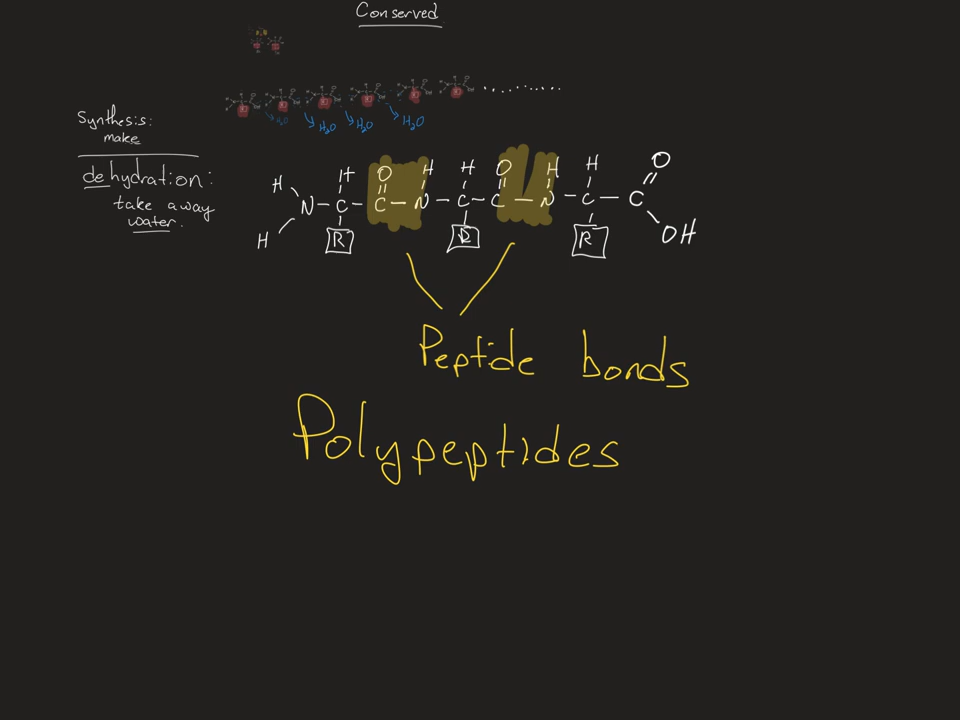 Conserved
H₂O
H₂O
H₂O
H₂O
Synthesis:
make
dehydration:
take away
water.
H H O H H O H H O
N - C - C - N - C - C - N - C - C
H R R R OH
Peptide bonds
Polypeptides